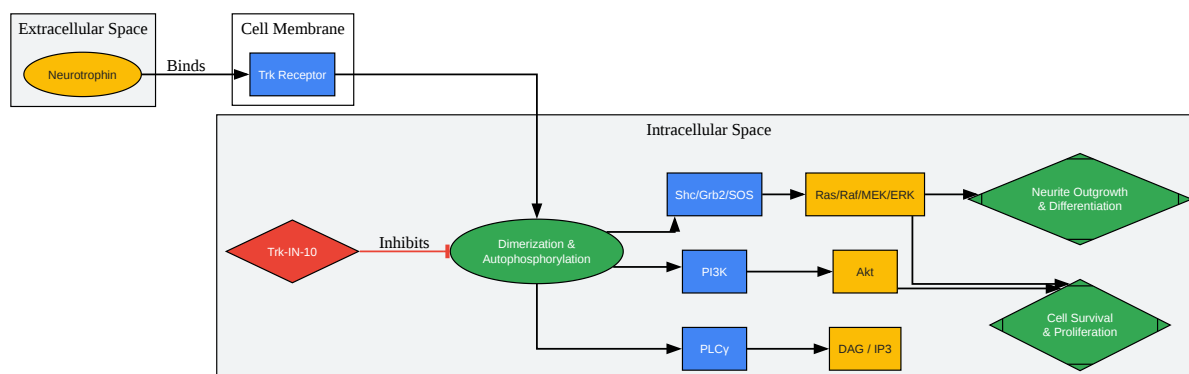 Extracellular Space
Cell Membrane
Neurotrophin
Binds
Trk Receptor
Intracellular Space
Shc/Grb2/SOS
Ras/Raf/MEK/ERK
Neurite Outgrowth
& Differentiation
Trk-IN-10
Inhibits
Dimerization &
Autophosphorylation
PI3K
Akt
Cell Survival
& Proliferation
PLCγ
DAG / IP3